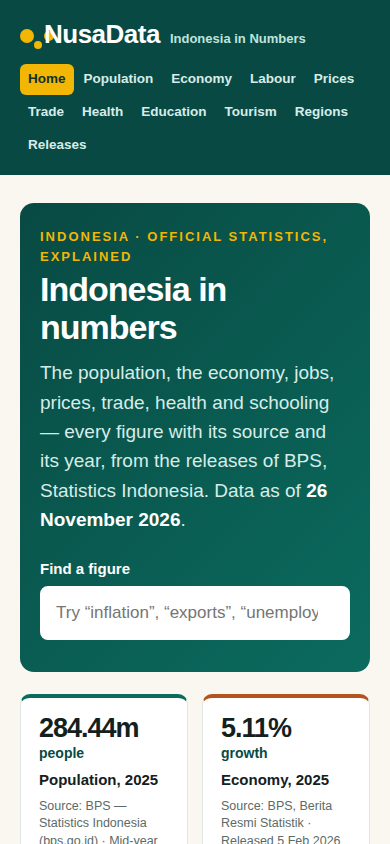 NusaData Indonesia in Numbers
Home Population Economy Labour Prices
Trade Health Education Tourism Regions
Releases
INDONESIA · OFFICIAL STATISTICS,
EXPLAINED
Indonesia in
numbers
The population, the economy, jobs,
prices, trade, health and schooling
— every figure with its source and
its year, from the releases of BPS,
Statistics Indonesia. Data as of 26
November 2026.
Find a figure
Try “inflation”, “exports”, “unemploy
284.44m
people
Population, 2025
Source: BPS —
Statistics Indonesia
(bps.go.id) · Mid-year
5.11%
growth
Economy, 2025
Source: BPS, Berita
Resmi Statistik ·
Released 5 Feb 2026